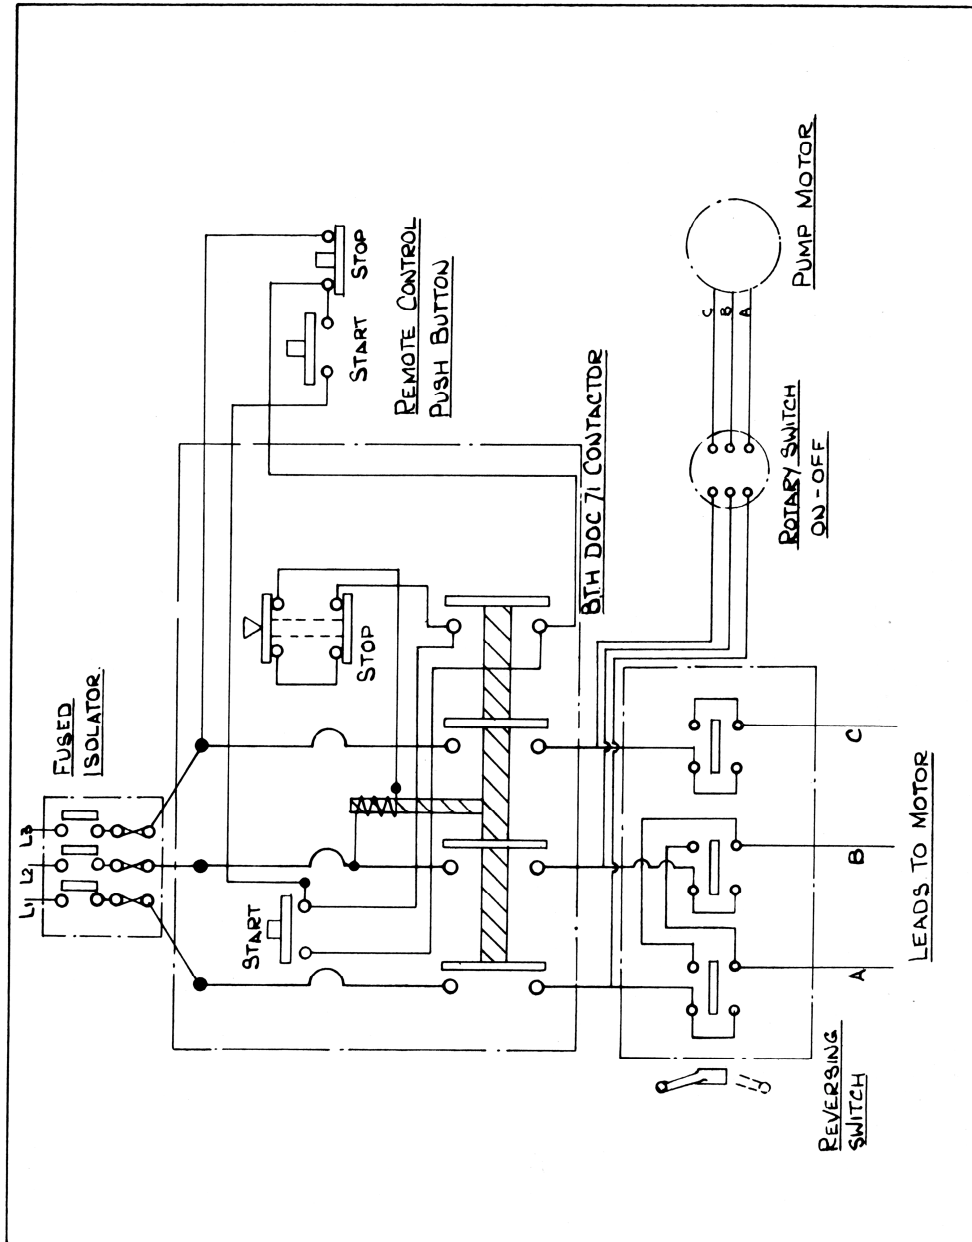 L1
L2
L3
FUSED
ISOLATOR
START
STOP
START
STOP
REMOTE CONTROL
PUSH BUTTON
BTH DOC 71 CONTACTOR
C
B
A
PUMP MOTOR
ROTARY SWITCH
ON-OFF
REVERSING
SWITCH
A
B
C
LEADS TO MOTOR